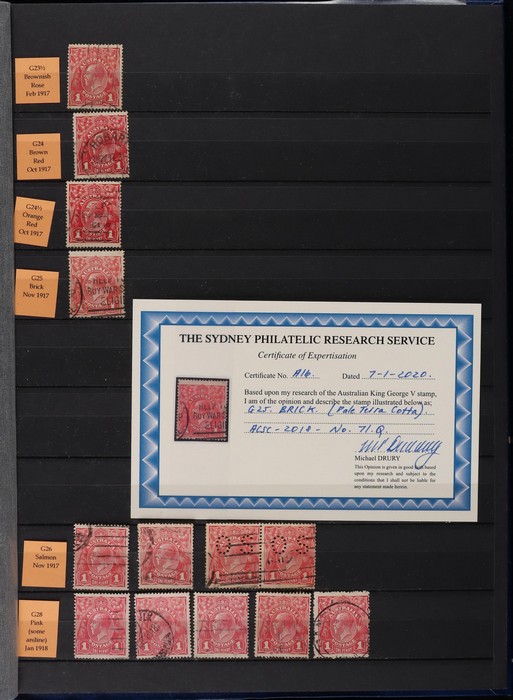 G23½
Brownish
Rose
Feb 1917
G24
Brown
Red
Oct 1917
G24½
Orange
Red
Oct 1917
G25
Brick
Nov 1917
THE SYDNEY PHILATELIC RESEARCH SERVICE
Certificate of Expertisation
Certificate No. A16. Dated 7-1-2020.
Based upon my research of the Australian King George V stamp,
I am of the opinion and describe the stamp illustrated below as;
G25. BRICK (Pale Terra Cotta).
ACSC-2018- No. 71.Q.
Michael DRURY
This Opinion is given in good faith based
upon my research and subject to the
conditions that I shall not be liable for
any statement made herein.
G26
Salmon
Nov 1917
G28
Pink
(some
aniline)
Jan 1918